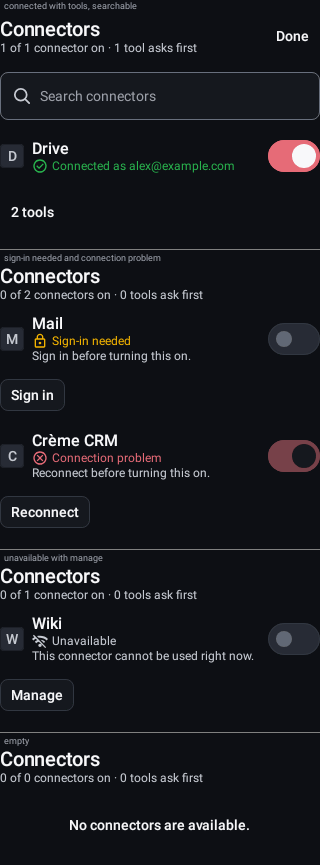 connected with tools, searchable
Connectors
Done
1 of 1 connector on · 1 tool asks first
Search connectors
D
Drive
Connected as alex@example.com
2 tools
sign-in needed and connection problem
Connectors
0 of 2 connectors on · 0 tools ask first
M
Mail
Sign-in needed
Sign in before turning this on.
Sign in
C
Crème CRM
Connection problem
Reconnect before turning this on.
Reconnect
unavailable with manage
Connectors
0 of 1 connector on · 0 tools ask first
W
Wiki
Unavailable
This connector cannot be used right now.
Manage
empty
Connectors
0 of 0 connectors on · 0 tools ask first
No connectors are available.